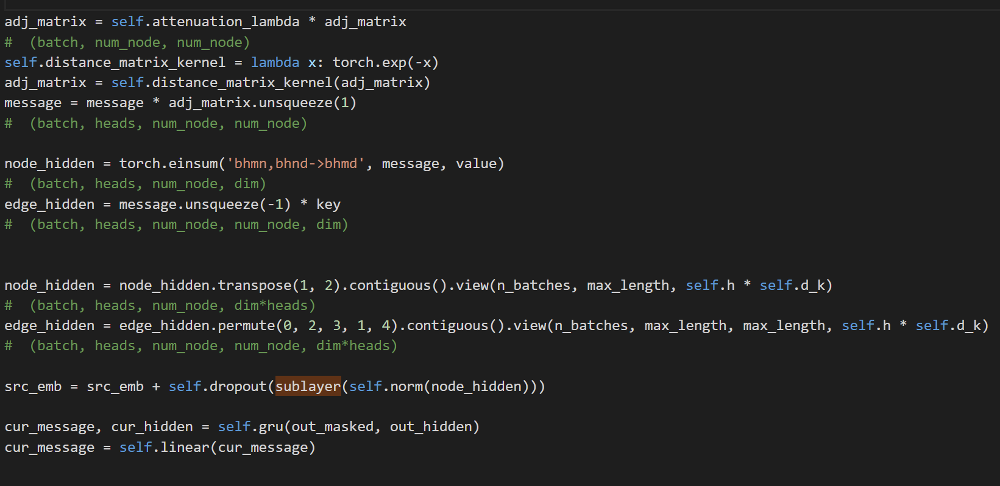 adj_matrix = self.attenuation_lambda * adj_matrix
#  (batch, num_node, num_node)
self.distance_matrix_kernel = lambda x: torch.exp(-x)
adj_matrix = self.distance_matrix_kernel(adj_matrix)
message = message * adj_matrix.unsqueeze(1)
#  (batch, heads, num_node, num_node)
node_hidden = torch.einsum('bhmn,bhnd->bhmd', message, value)
#  (batch, heads, num_node, dim)
edge_hidden = message.unsqueeze(-1) * key
#  (batch, heads, num_node, num_node, dim)
node_hidden = node_hidden.transpose(1, 2).contiguous().view(n_batches, max_length, self.h * self.d_k)
#  (batch, heads, num_node, dim*heads)
edge_hidden = edge_hidden.permute(0, 2, 3, 1, 4).contiguous().view(n_batches, max_length, max_length, self.h * self.d_k)
#  (batch, heads, num_node, num_node, dim*heads)
src_emb = src_emb + self.dropout(sublayer(self.norm(node_hidden)))
cur_message, cur_hidden = self.gru(out_masked, out_hidden)
cur_message = self.linear(cur_message)